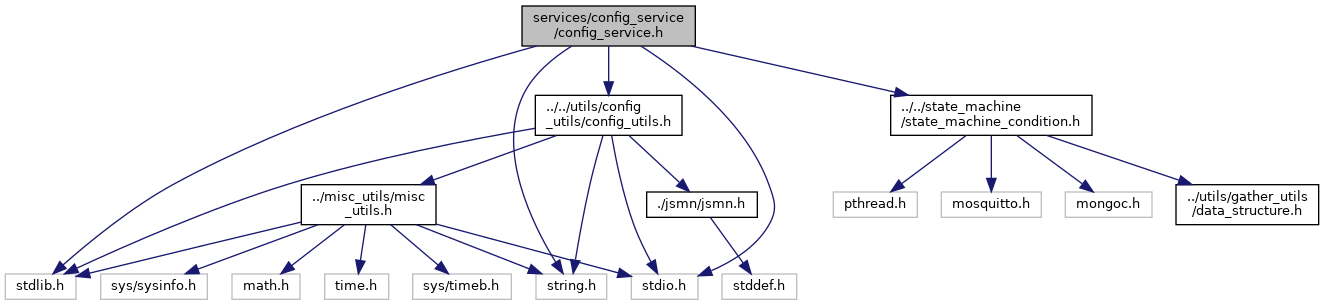 services/config_service
/config_service.h
../../utils/config
_utils/config_utils.h
../../state_machine
/state_machine_condition.h
../misc_utils/misc
_utils.h
./jsmn/jsmn.h
pthread.h
mosquitto.h
mongoc.h
../utils/gather_utils
/data_structure.h
stdlib.h
sys/sysinfo.h
math.h
time.h
sys/timeb.h
string.h
stdio.h
stddef.h